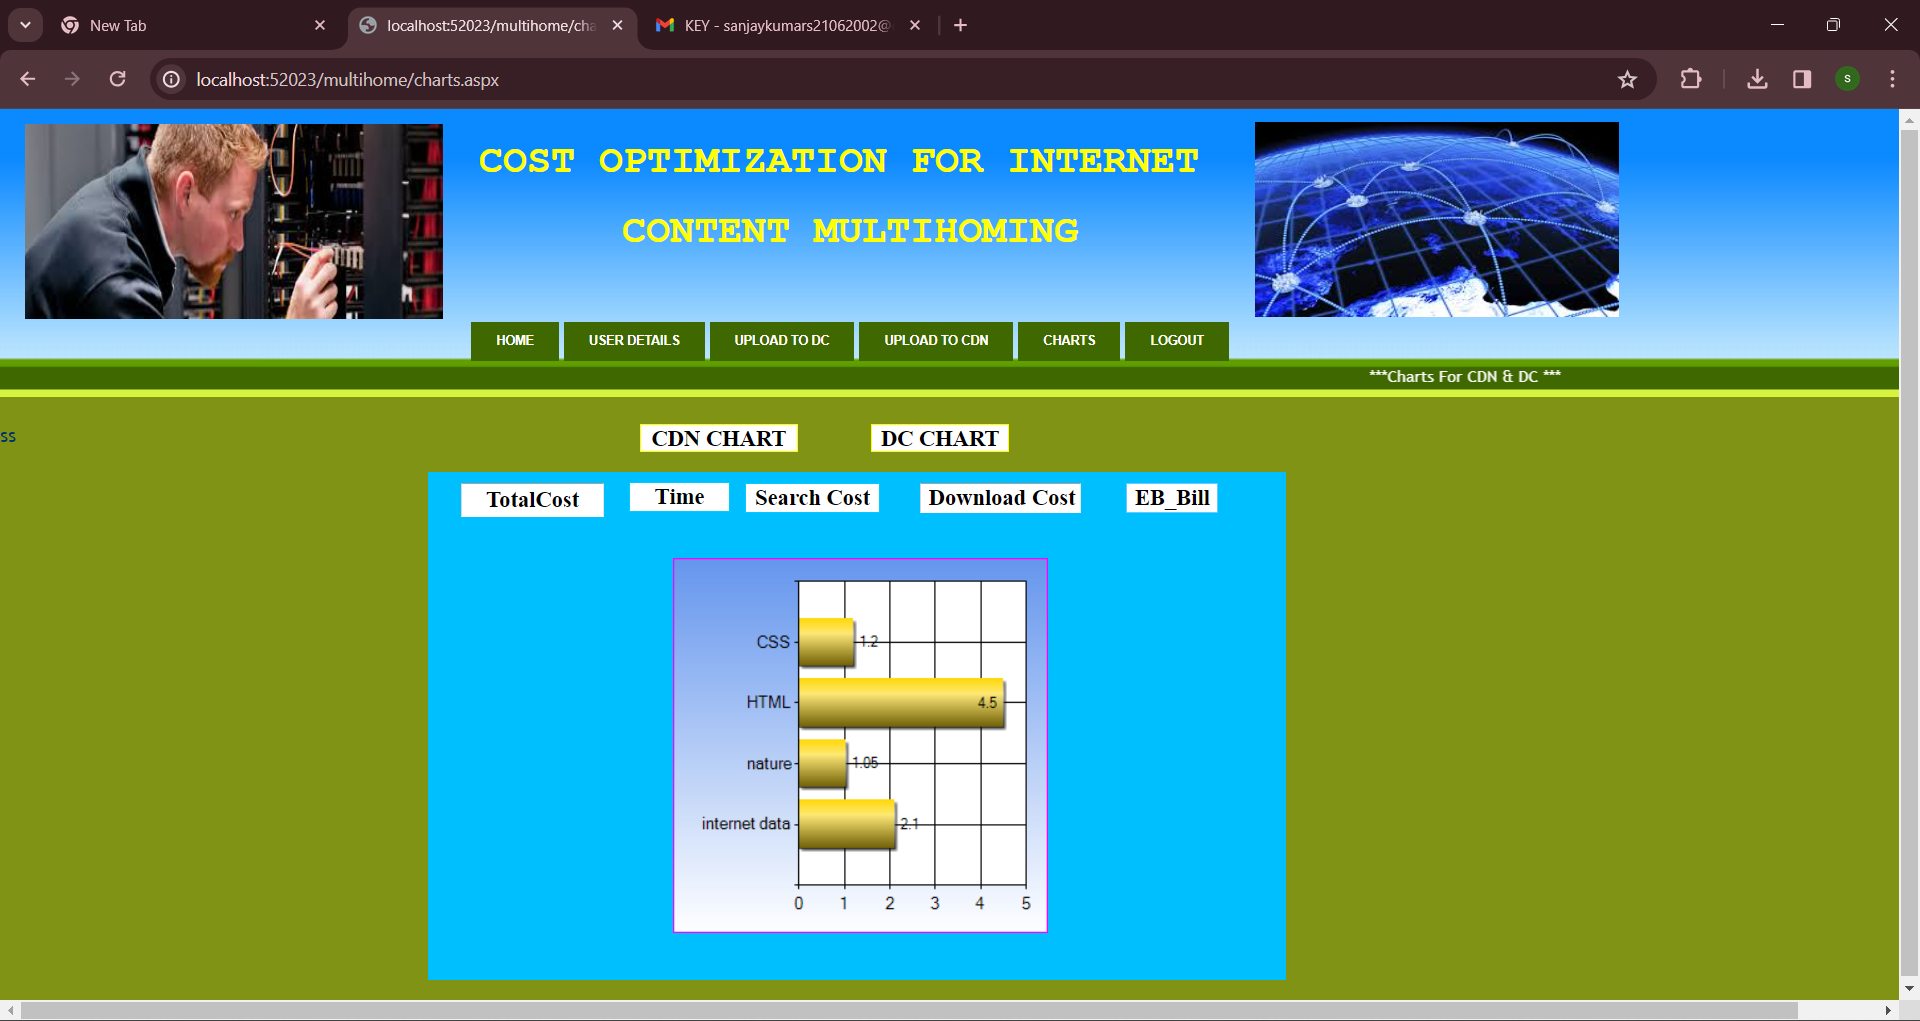 New Tab
localhost:52023/multihome/cha
KEY - sanjaykumars21062002@
localhost:52023/multihome/charts.aspx
s
COST OPTIMIZATION FOR INTERNET
CONTENT MULTIHOMING
HOME USER DETAILS UPLOAD TO DC UPLOAD TO CDN CHARTS LOGOUT
***Charts For CDN & DC ***
ss
CDN CHART DC CHART
TotalCost Time Search Cost Download Cost EB_Bill
CSS 1.2
HTML 4.5
nature 1.05
internet data 2.1
0 1 2 3 4 5